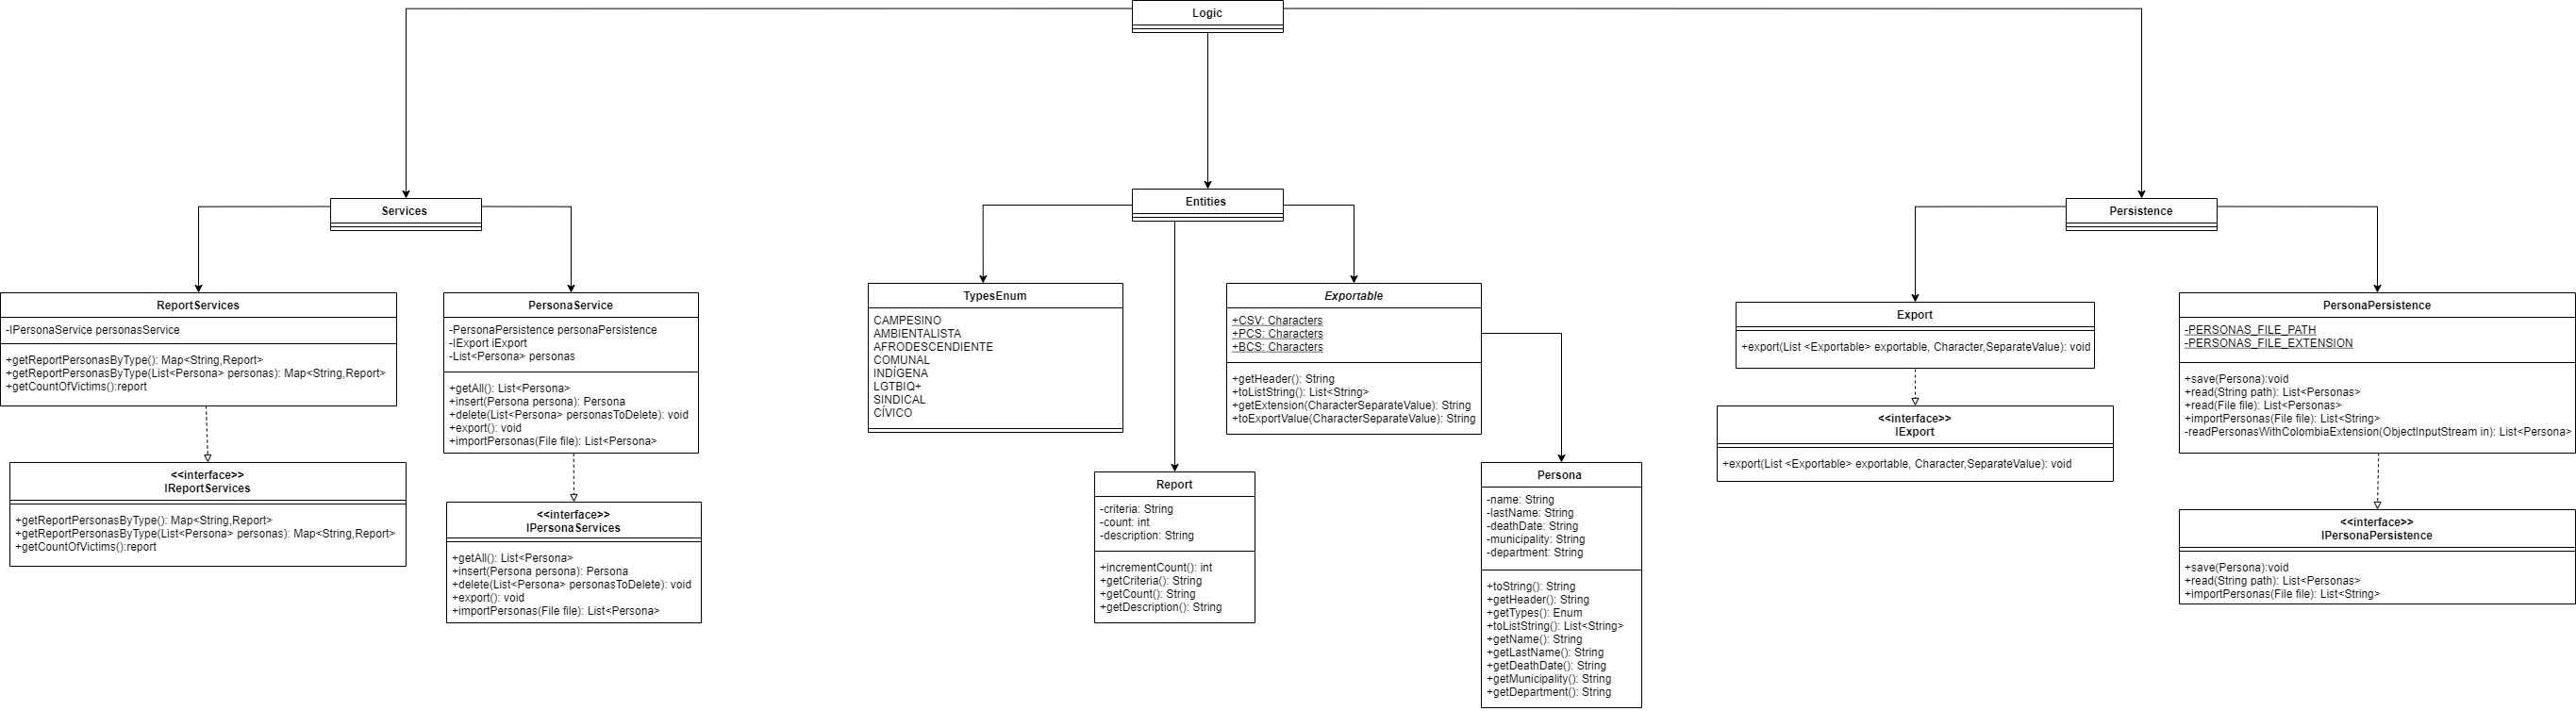 Logic
Services
Entities
Persistence
ReportServices
-IPersonaService personasService
+getReportPersonasByType(): Map<String,Report>
+getReportPersonasByType(List<Persona> personas): Map<String,Report>
+getCountOfVictims():report
<<interface>>
IReportServices
+getReportPersonasByType(): Map<String,Report>
+getReportPersonasByType(List<Persona> personas): Map<String,Report>
+getCountOfVictims():report
PersonaService
-PersonaPersistence personaPersistence
-IExport iExport
-List<Persona> personas
+getAll(): List<Persona>
+insert(Persona persona): Persona
+delete(List<Persona> personasToDelete): void
+export(): void
+importPersonas(File file): List<Persona>
<<interface>>
IPersonaServices
+getAll(): List<Persona>
+insert(Persona persona): Persona
+delete(List<Persona> personasToDelete): void
+export(): void
+importPersonas(File file): List<Persona>
TypesEnum
CAMPESINO
AMBIENTALISTA
AFRODESCENDIENTE
COMUNAL
INDÍGENA
LGTBIQ+
SINDICAL
CÍVICO
Report
-criteria: String
-count: int
-description: String
+incrementCount(): int
+getCriteria(): String
+getCount(): String
+getDescription(): String
Exportable
+CSV: Characters
+PCS: Characters
+BCS: Characters
+getHeader(): String
+toListString(): List<String>
+getExtension(CharacterSeparateValue): String
+toExportValue(CharacterSeparateValue): String
Persona
-name: String
-lastName: String
-deathDate: String
-municipality: String
-department: String
+toString(): String
+getHeader(): String
+getTypes(): Enum
+toListString(): List<String>
+getName(): String
+getLastName(): String
+getDeathDate(): String
+getMunicipality(): String
+getDepartment(): String
Export
+export(List <Exportable> exportable, Character,SeparateValue): void
<<interface>>
IExport
+export(List <Exportable> exportable, Character,SeparateValue): void
PersonaPersistence
-PERSONAS_FILE_PATH
-PERSONAS_FILE_EXTENSION
+save(Persona):void
+read(String path): List<Personas>
+read(File file): List<Personas>
+importPersonas(File file): List<String>
-readPersonasWithColombiaExtension(ObjectInputStream in): List<Persona>
<<interface>>
IPersonaPersistence
+save(Persona):void
+read(String path): List<Personas>
+importPersonas(File file): List<String>